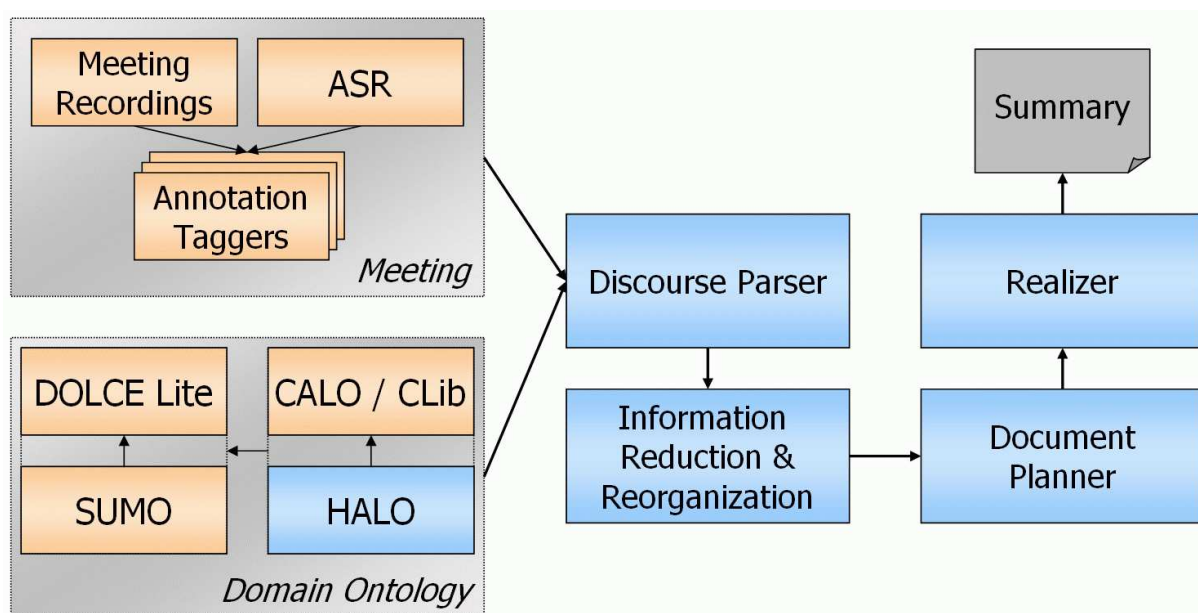 Meeting
Recordings
ASR
Annotation
Taggers
Meeting
DOLCE Lite
CALO / CLib
SUMO
HALO
Domain Ontology
Discourse Parser
Information
Reduction &
Reorganization
Document
Planner
Realizer
Summary